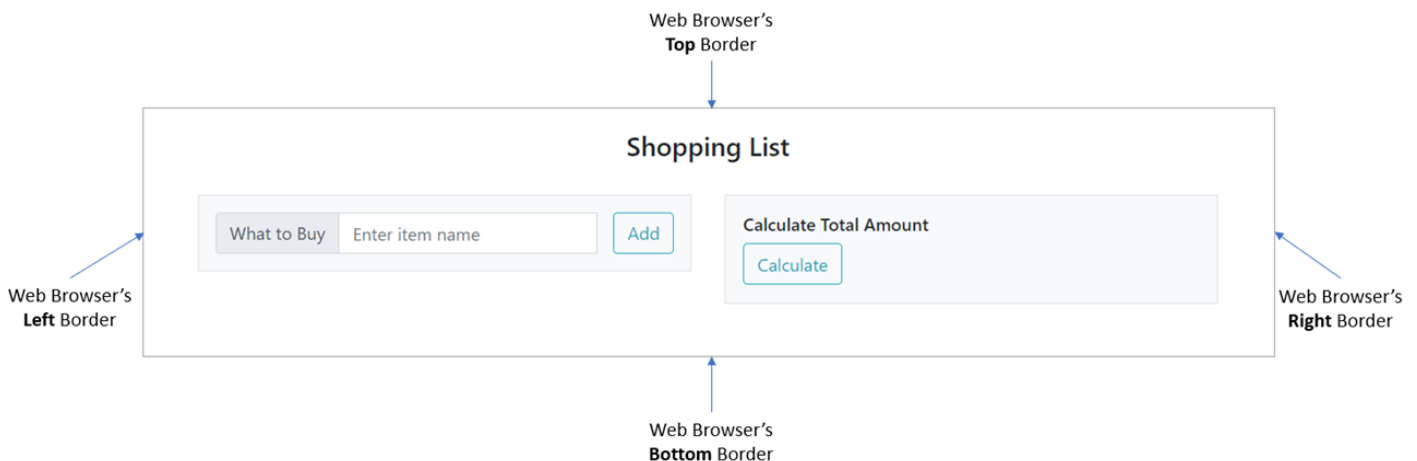 Web Browser's
Top Border
Shopping List
What to Buy Enter item name Add
Calculate Total Amount
Calculate
Web Browser's
Left Border
Web Browser's
Right Border
Web Browser's
Bottom Border